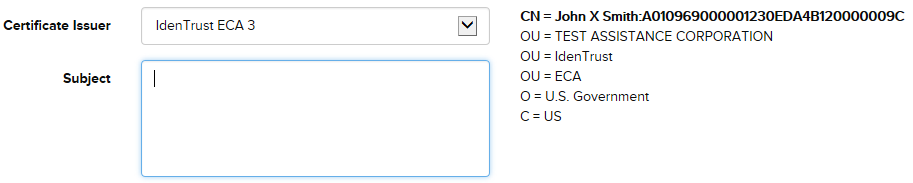 Certificate Issuer
IdenTrust ECA 3
Subject
CN = John X Smith:A010969000001230EDA4B120000009C
OU = TEST ASSISTANCE CORPORATION
OU = IdenTrust
OU = ECA
O = U.S. Government
C = US